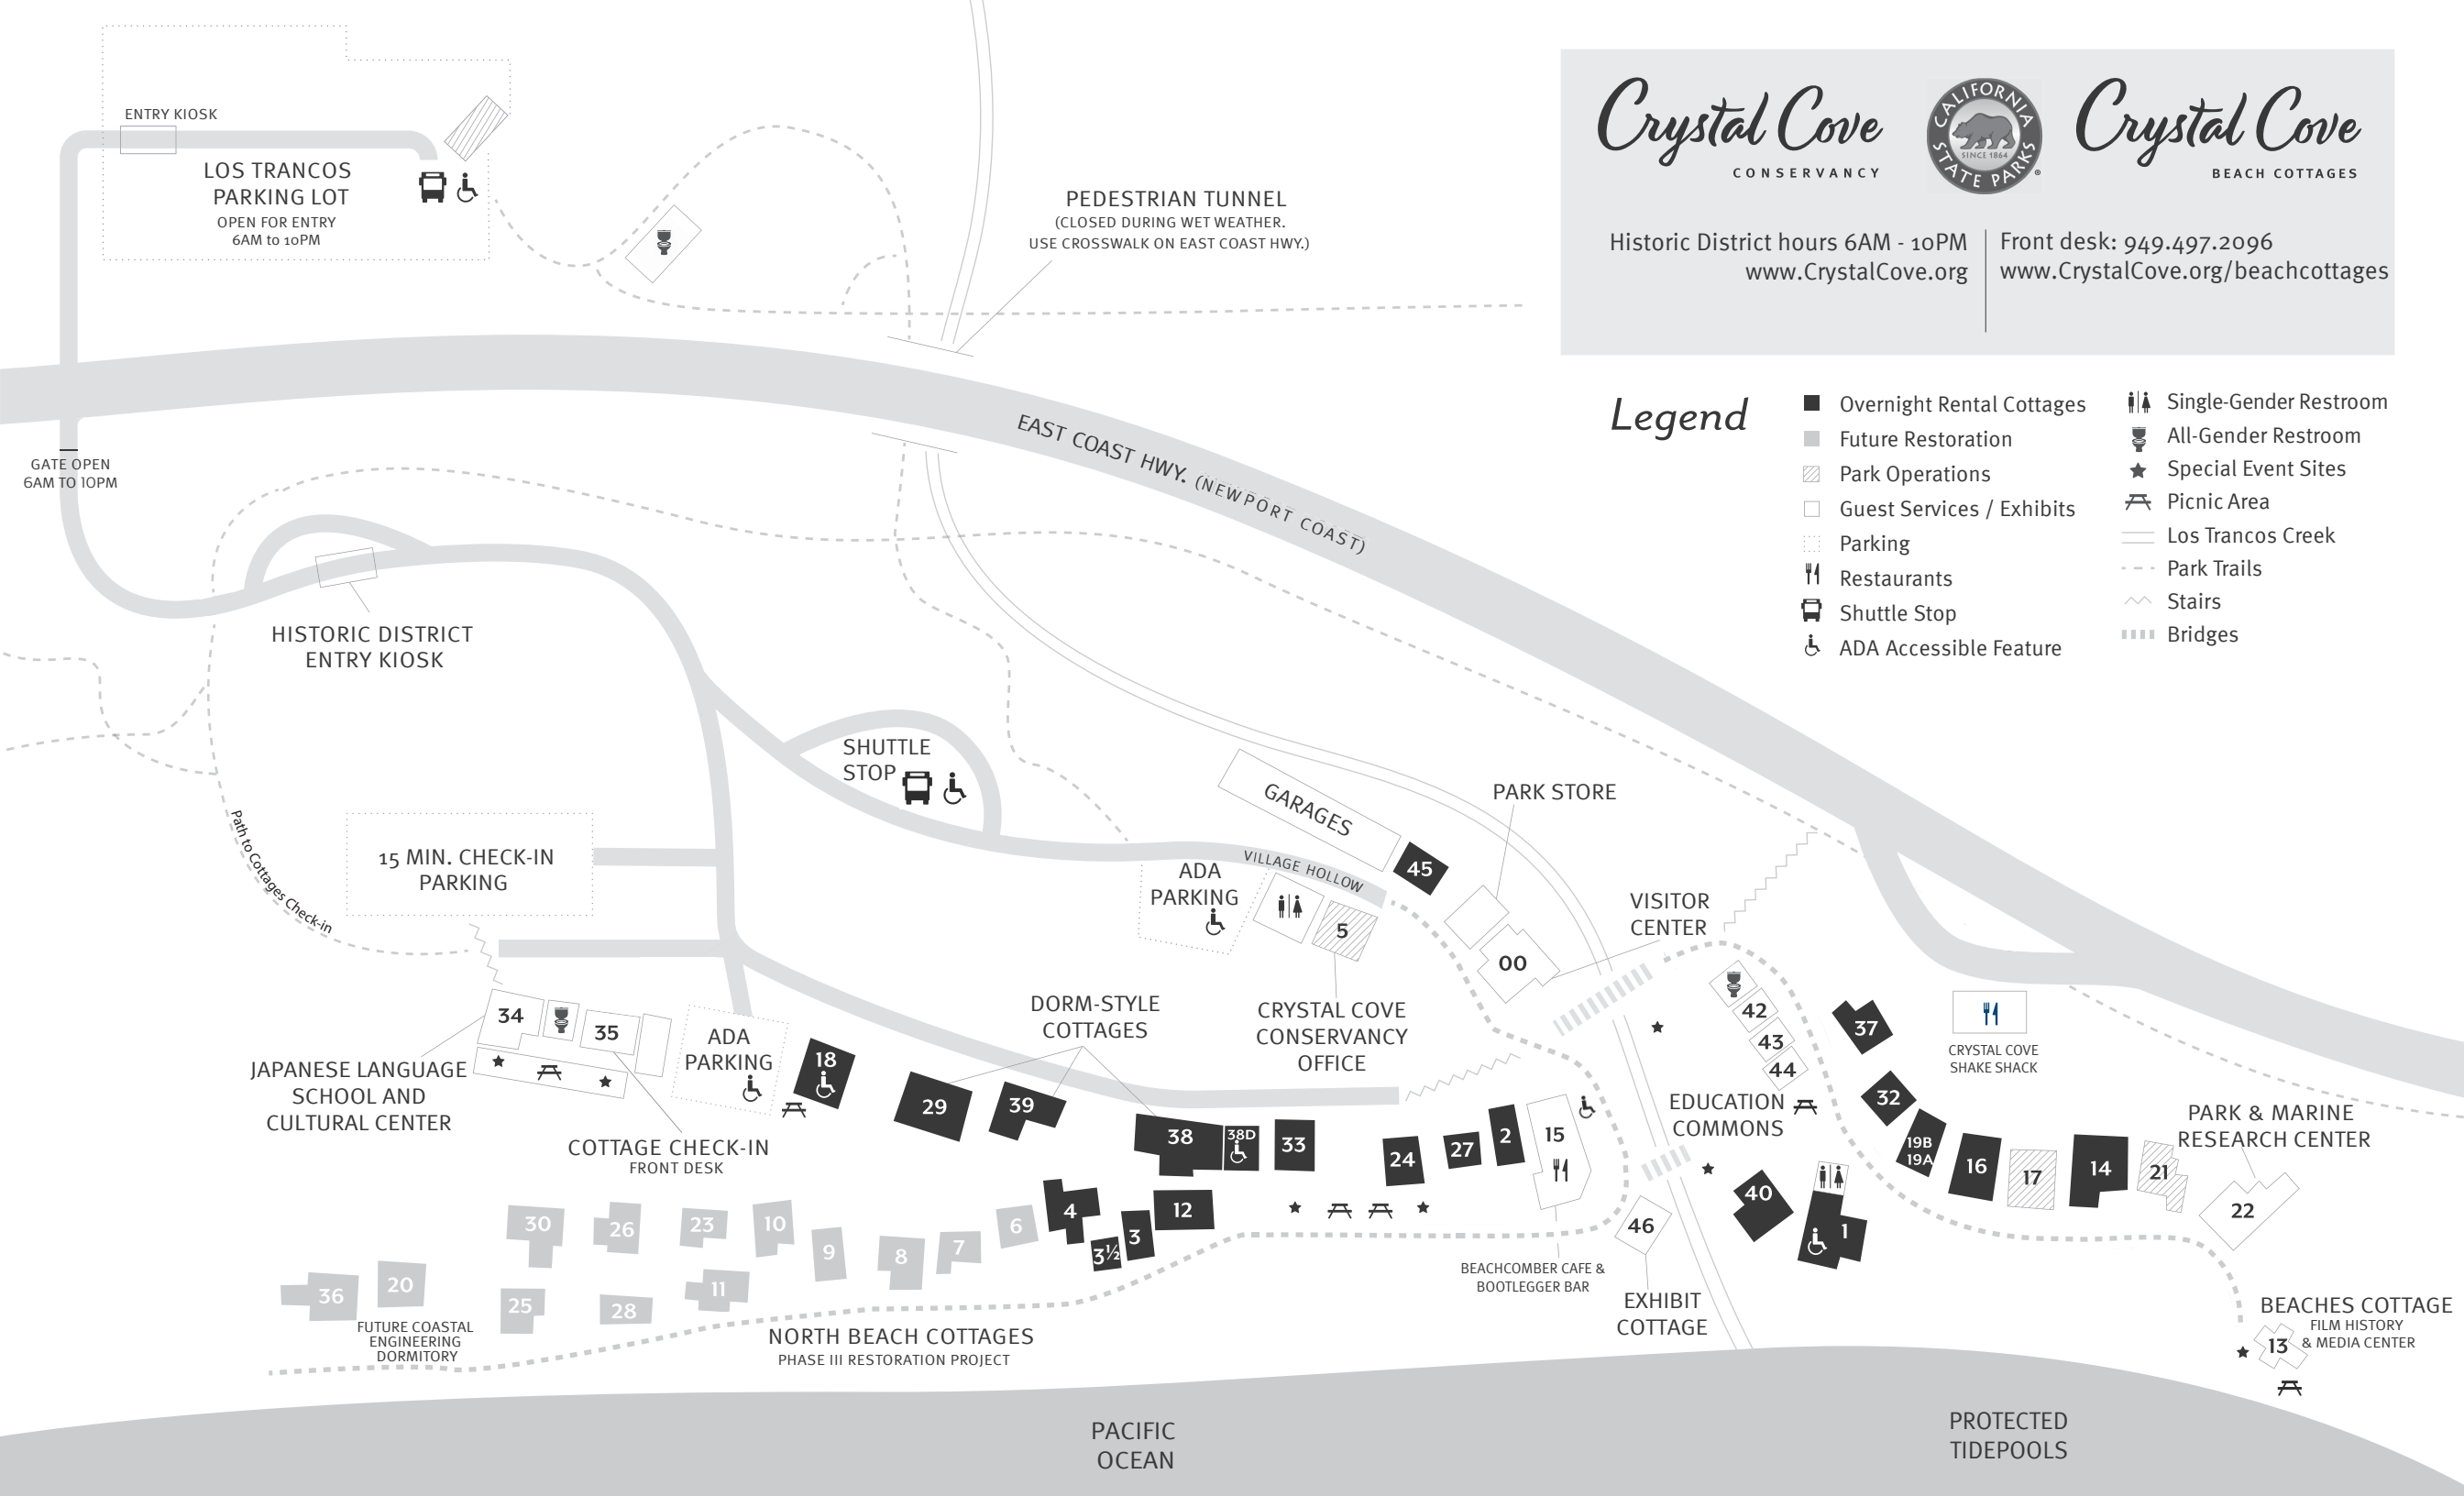 ENTRY KIOSK
LOS TRANCOS
PARKING LOT
OPEN FOR ENTRY
6AM to 10PM
PEDESTRIAN TUNNEL
(CLOSED DURING WET WEATHER.
USE CROSSWALK ON EAST COAST HWY.)
Crystal Cove
CONSERVANCY
CALIFORNIA
SINCE 1864
STATE PARKS
®
Crystal Cove
BEACH COTTAGES
Historic District hours 6AM - 10PM
www.CrystalCove.org
Front desk: 949.497.2096
www.CrystalCove.org/beachcottages
Legend
Overnight Rental Cottages
Future Restoration
Park Operations
Guest Services / Exhibits
Parking
Restaurants
Shuttle Stop
ADA Accessible Feature
Single-Gender Restroom
All-Gender Restroom
Special Event Sites
Picnic Area
Los Trancos Creek
Park Trails
Stairs
Bridges
EAST COAST HWY. (NEWPORT COAST)
GATE OPEN
6AM TO 10PM
HISTORIC DISTRICT
ENTRY KIOSK
SHUTTLE
STOP
GARAGES
PARK STORE
Path to Cottages Check-in
15 MIN. CHECK-IN
PARKING
ADA
PARKING
VILLAGE HOLLOW
45
5
00
VISITOR
CENTER
DORM-STYLE
COTTAGES
CRYSTAL COVE
CONSERVANCY
OFFICE
34
35
ADA
PARKING
18
JAPANESE LANGUAGE
SCHOOL AND
CULTURAL CENTER
COTTAGE CHECK-IN
FRONT DESK
29
39
38
38D
33
24
27
2
15
42
43
44
37
CRYSTAL COVE
SHAKE SHACK
EDUCATION
COMMONS
32
19B
19A
16
17
14
21
PARK & MARINE
RESEARCH CENTER
22
40
1
46
BEACHCOMBER CAFE &
BOOTLEGGER BAR
EXHIBIT
COTTAGE
30
26
23
10
9
8
7
6
4
3½
3
12
36
20
25
28
11
FUTURE COASTAL
ENGINEERING
DORMITORY
NORTH BEACH COTTAGES
PHASE III RESTORATION PROJECT
BEACHES COTTAGE
FILM HISTORY
& MEDIA CENTER
13
PACIFIC
OCEAN
PROTECTED
TIDEPOOLS